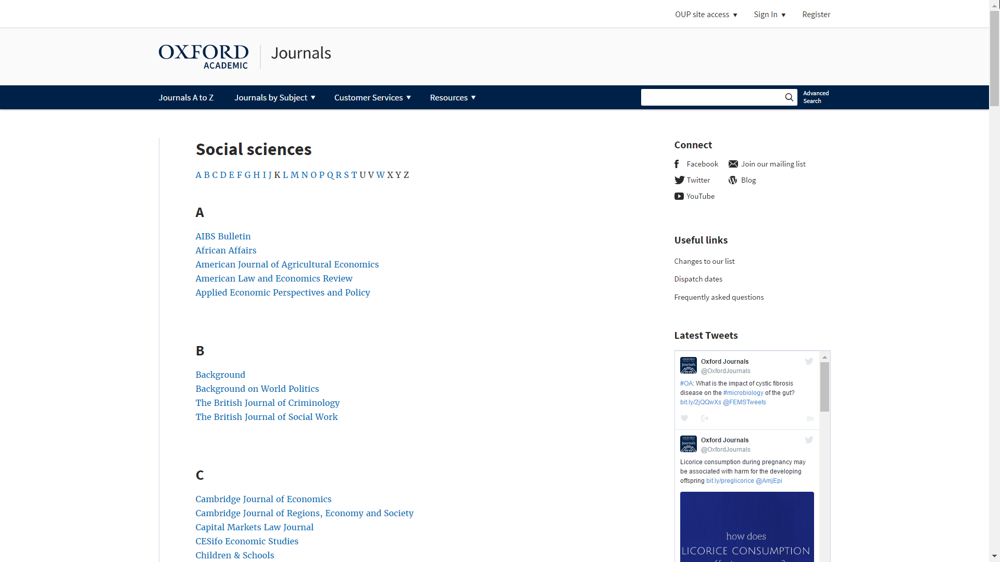 OUP site access ▼ Sign In ▼ Register
OXFORD ACADEMIC
Journals
Journals A to Z Journals by Subject ▼ Customer Services ▼ Resources ▼
Advanced
Search
Social sciences
A B C D E F G H I J K L M N O P Q R S T U V W X Y Z
A
AIBS Bulletin
African Affairs
American Journal of Agricultural Economics
American Law and Economics Review
Applied Economic Perspectives and Policy
B
Background
Background on World Politics
The British Journal of Criminology
The British Journal of Social Work
C
Cambridge Journal of Economics
Cambridge Journal of Regions, Economy and Society
Capital Markets Law Journal
CESifo Economic Studies
Children & Schools
Connect
Facebook Join our mailing list
Twitter Blog
YouTube
Useful links
Changes to our list
Dispatch dates
Frequently asked questions
Latest Tweets
Oxford Journals
@OxfordJournals
#OA: What is the impact of cystic fibrosis
disease on the #microbiology of the gut?
bit.ly/2jQQwXs @FEMSTweets
8h
Oxford Journals
@OxfordJournals
Licorice consumption during pregnancy may
be associated with harm for the developing
offspring bit.ly/preglicorice @AmjEpi
how does
LICORICE CONSUMPTION